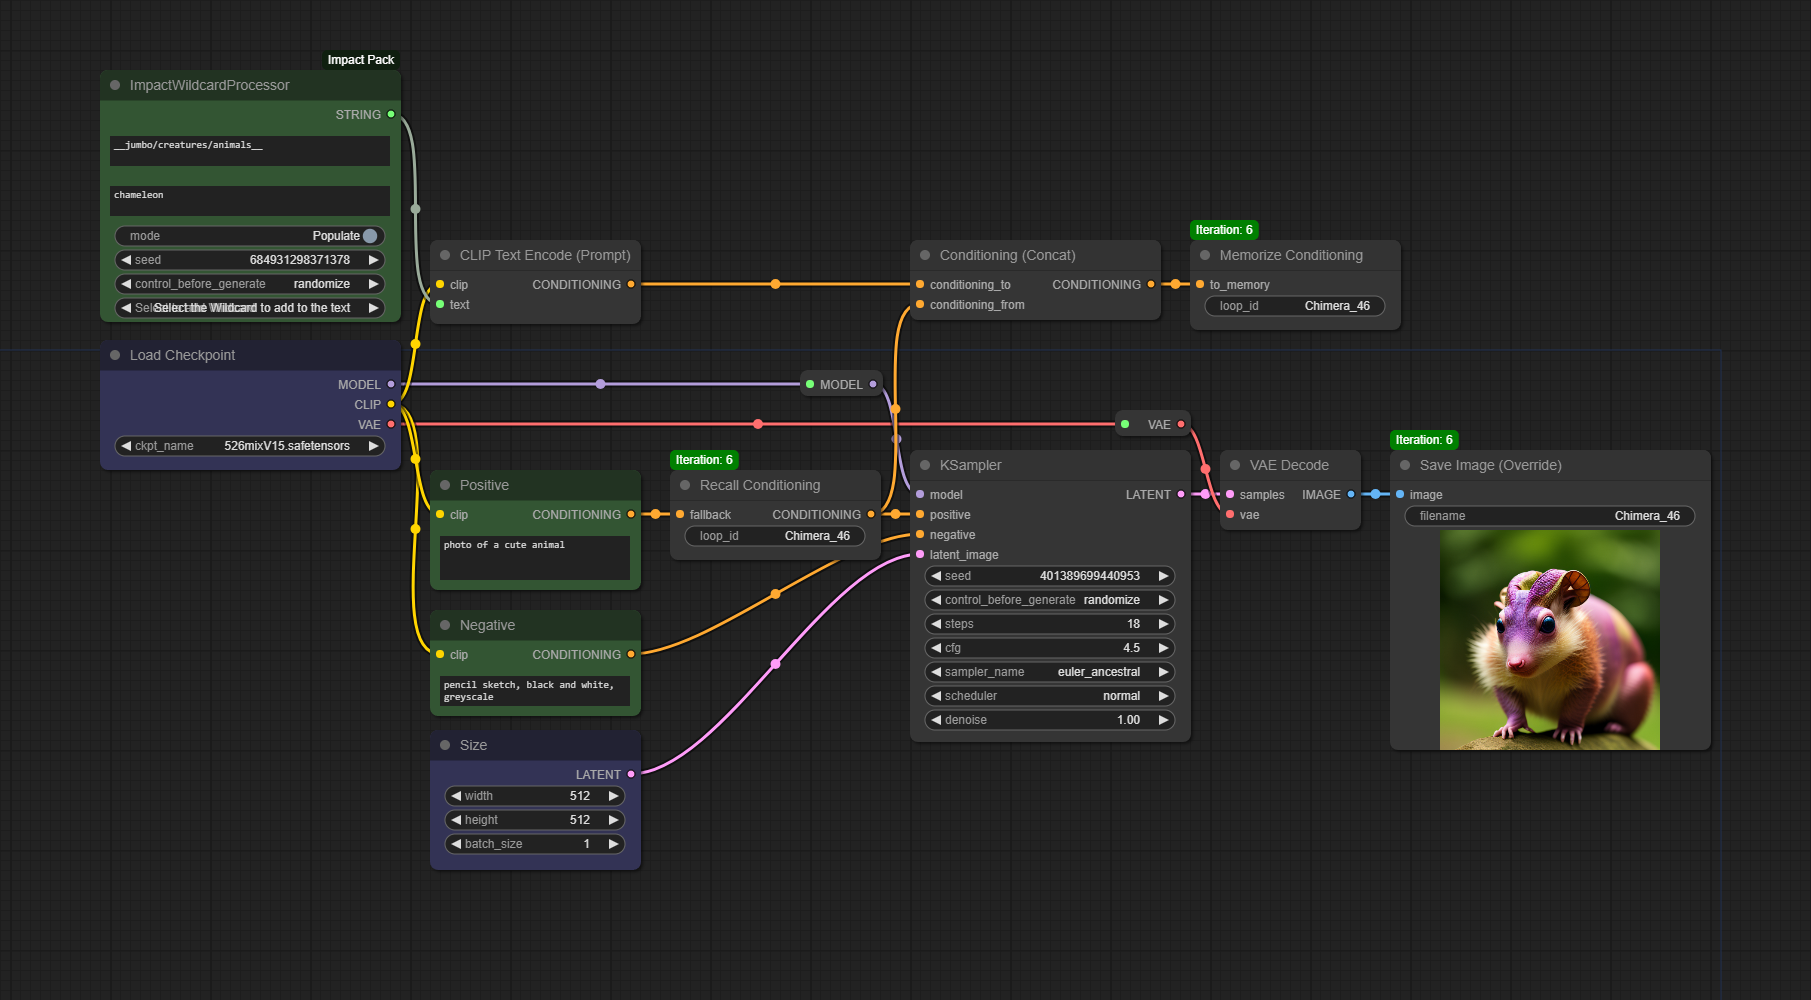 Impact Pack
ImpactWildcardProcessor
STRING
__jumbo/creatures/animals__
chameleon
mode Populate
seed 684931298371378
control_before_generate randomize
Select the Wildcard to add to the text
Load Checkpoint
MODEL
CLIP
VAE
ckpt_name 526mixV15.safetensors
CLIP Text Encode (Prompt)
clip CONDITIONING
text
Conditioning (Concat)
conditioning_to CONDITIONING
conditioning_from
Iteration: 6
Memorize Conditioning
to_memory
loop_id Chimera_46
MODEL
VAE
Positive
clip CONDITIONING
photo of a cute animal
Iteration: 6
Recall Conditioning
fallback CONDITIONING
loop_id Chimera_46
Negative
clip CONDITIONING
pencil sketch, black and white,
greyscale
Size
LATENT
width 512
height 512
batch_size 1
KSampler
model LATENT
positive
negative
latent_image
seed 401389699440953
control_before_generate randomize
steps 18
cfg 4.5
sampler_name euler_ancestral
scheduler normal
denoise 1.00
VAE Decode
samples IMAGE
vae
Iteration: 6
Save Image (Override)
image
filename Chimera_46